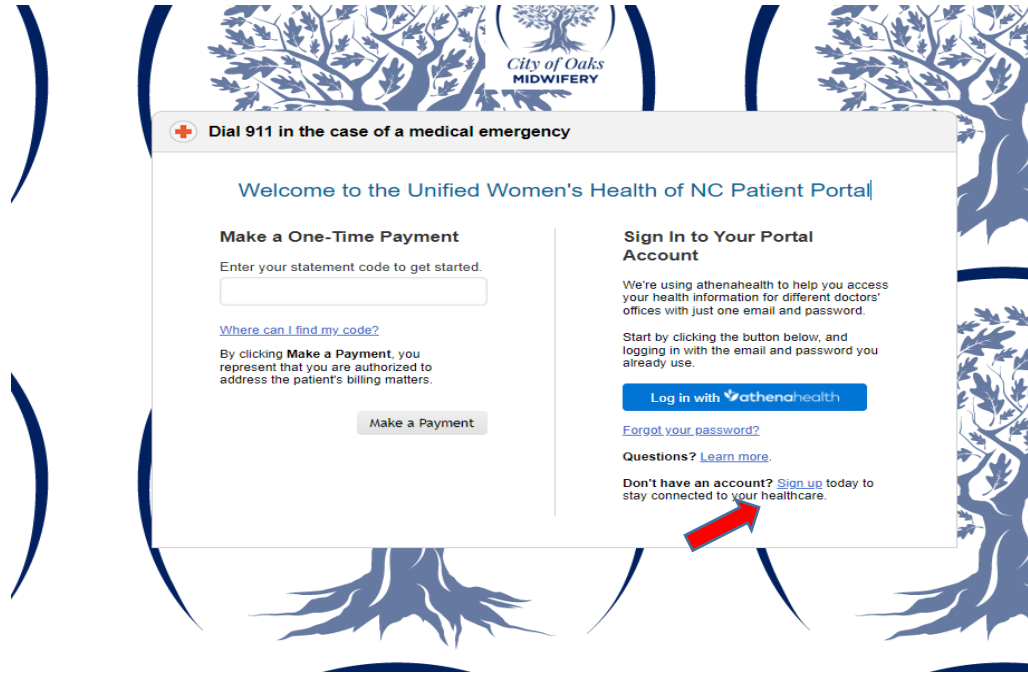 City of Oaks
MIDWIFERY
Dial 911 in the case of a medical emergency
Welcome to the Unified Women's Health of NC Patient Portal
Make a One-Time Payment
Enter your statement code to get started.
Where can I find my code?
By clicking Make a Payment, you
represent that you are authorized to
address the patient's billing matters.
Make a Payment
Sign In to Your Portal
Account
We're using athenahealth to help you access
your health information for different doctors'
offices with just one email and password.
Start by clicking the button below, and
logging in with the email and password you
already use.
Log in with athenahealth
Forgot your password?
Questions? Learn more.
Don't have an account? Sign up today to
stay connected to your healthcare.